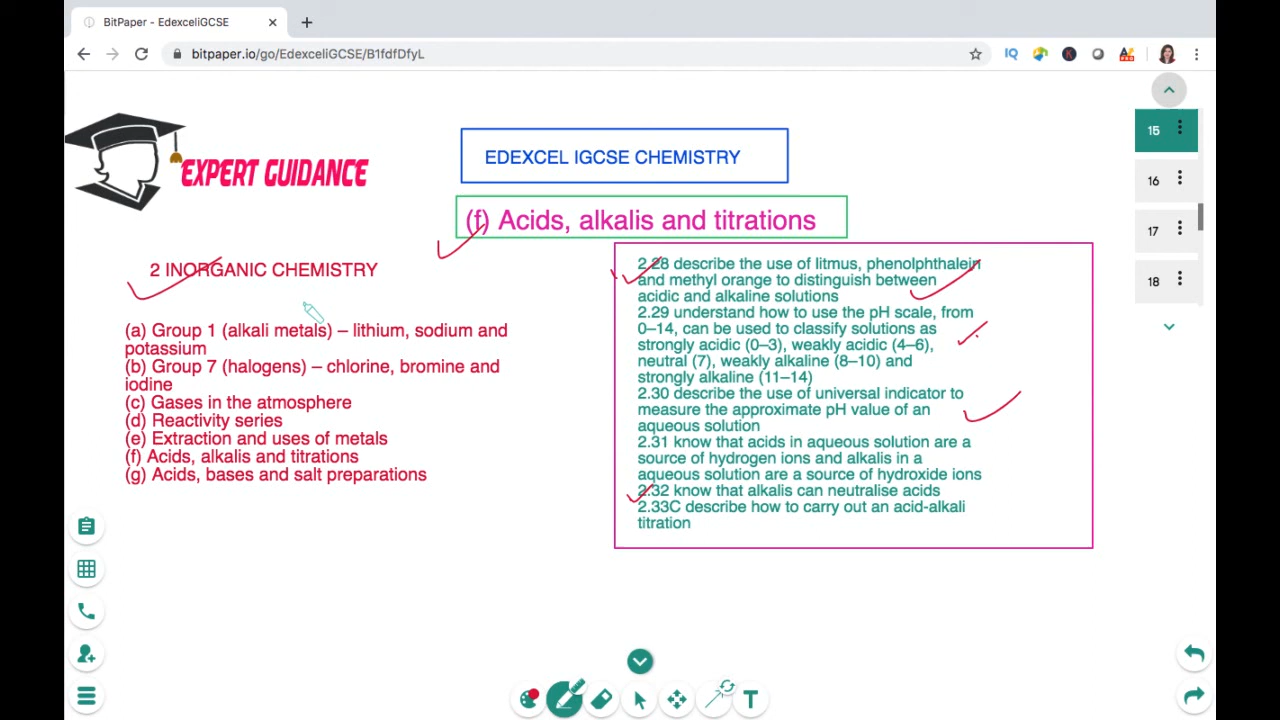 BitPaper - EdexceliGCSE
bitpaper.io/go/EdexceliGCSE/B1fdfDfyL
EXPERT GUIDANCE
EDEXCEL IGCSE CHEMISTRY
(f) Acids, alkalis and titrations
2 INORGANIC CHEMISTRY
(a) Group 1 (alkali metals) – lithium, sodium and
potassium
(b) Group 7 (halogens) – chlorine, bromine and
iodine
(c) Gases in the atmosphere
(d) Reactivity series
(e) Extraction and uses of metals
(f) Acids, alkalis and titrations
(g) Acids, bases and salt preparations
2.28 describe the use of litmus, phenolphthalein
and methyl orange to distinguish between
acidic and alkaline solutions
2.29 understand how to use the pH scale, from
0–14, can be used to classify solutions as
strongly acidic (0–3), weakly acidic (4–6),
neutral (7), weakly alkaline (8–10) and
strongly alkaline (11–14)
2.30 describe the use of universal indicator to
measure the approximate pH value of an
aqueous solution
2.31 know that acids in aqueous solution are a
source of hydrogen ions and alkalis in a
aqueous solution are a source of hydroxide ions
2.32 know that alkalis can neutralise acids
2.33C describe how to carry out an acid-alkali
titration
15
16
17
18
IQ
T